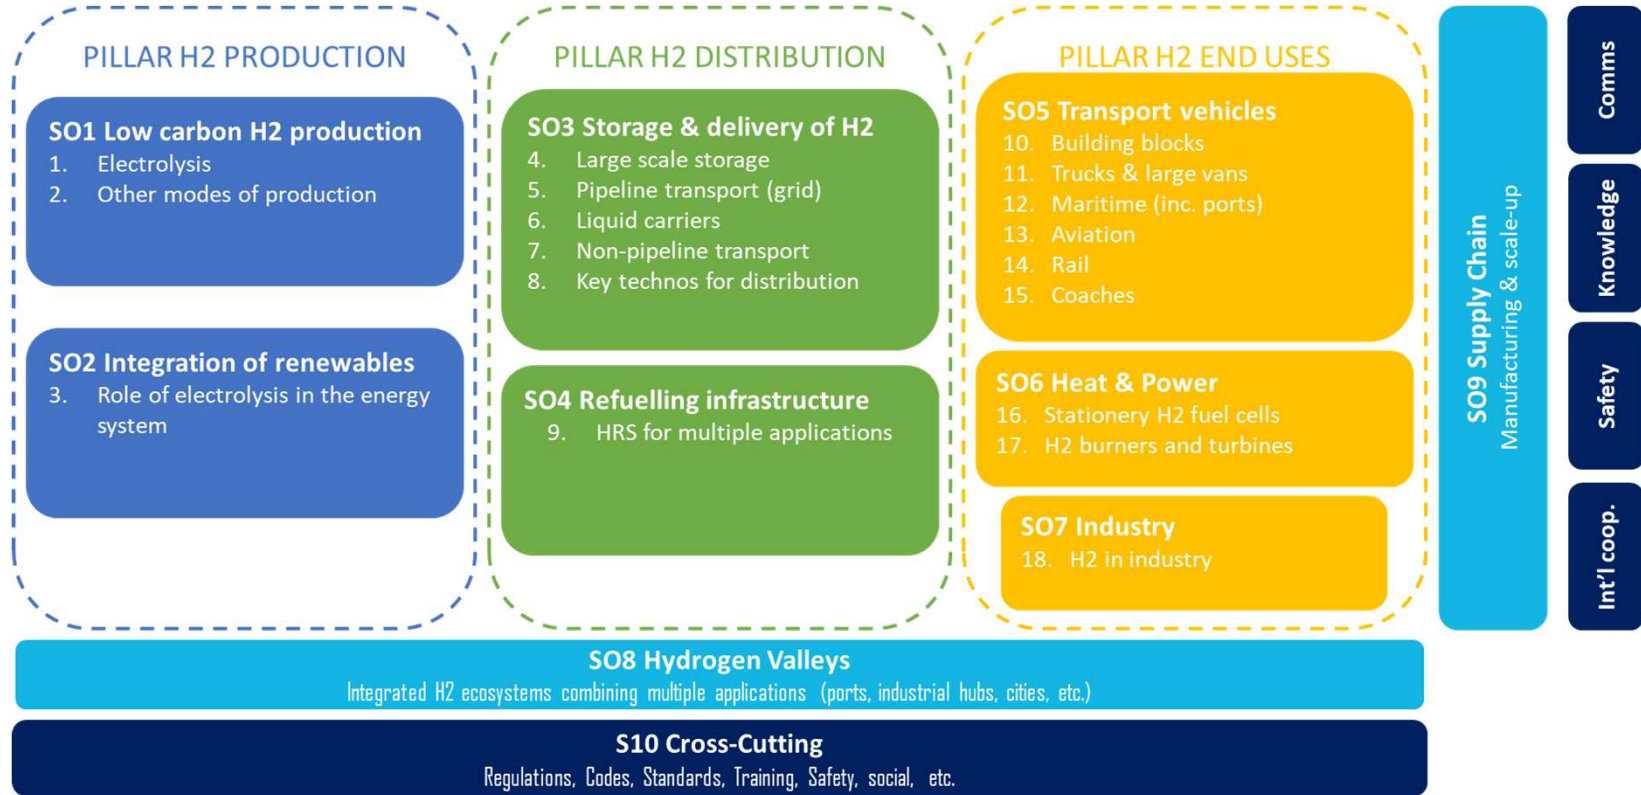 PILLAR H2 PRODUCTION
SO1 Low carbon H2 production
1. Electrolysis
2. Other modes of production
SO2 Integration of renewables
3. Role of electrolysis in the energy
system
PILLAR H2 DISTRIBUTION
SO3 Storage & delivery of H2
4. Large scale storage
5. Pipeline transport (grid)
6. Liquid carriers
7. Non-pipeline transport
8. Key technos for distribution
SO4 Refuelling infrastructure
9. HRS for multiple applications
PILLAR H2 END USES
SO5 Transport vehicles
10. Building blocks
11. Trucks & large vans
12. Maritime (inc. ports)
13. Aviation
14. Rail
15. Coaches
SO6 Heat & Power
16. Stationery H2 fuel cells
17. H2 burners and turbines
SO7 Industry
18. H2 in industry
SO9 Supply Chain
Manufacturing & scale-up
Comms
Knowledge
Safety
Int'l coop.
SO8 Hydrogen Valleys
Integrated H2 ecosystems combining multiple applications (ports, industrial hubs, cities, etc.)
S10 Cross-Cutting
Regulations, Codes, Standards, Training, Safety, social, etc.